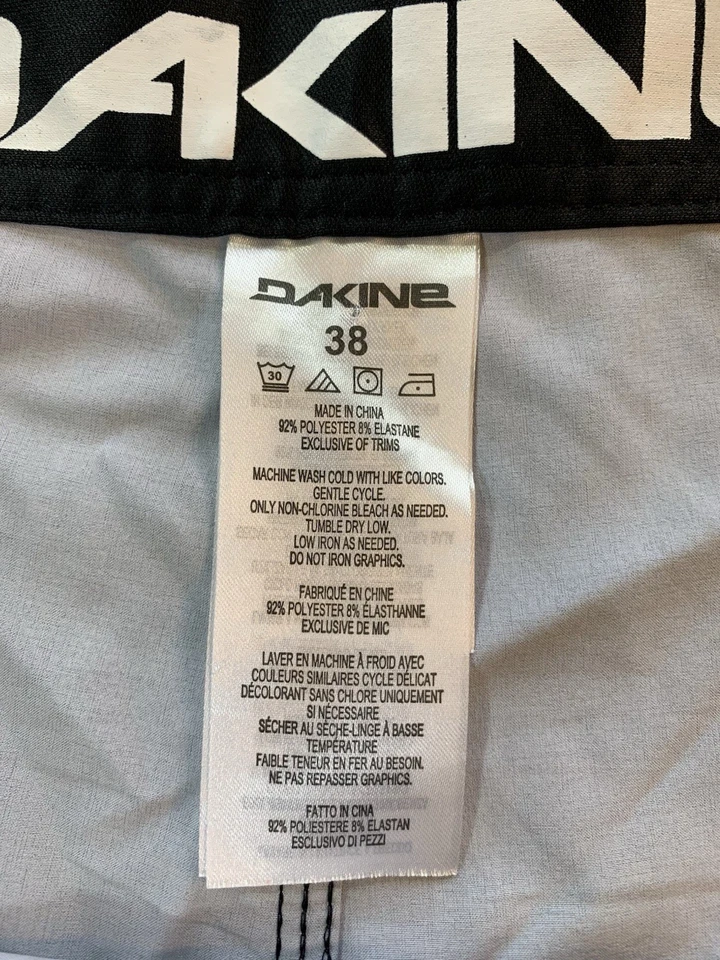 DAKINE
DAKINE
38
30
MADE IN CHINA
92% POLYESTER 8% ELASTANE
EXCLUSIVE OF TRIMS
MACHINE WASH COLD WITH LIKE COLORS.
GENTLE CYCLE.
ONLY NON-CHLORINE BLEACH AS NEEDED.
TUMBLE DRY LOW.
LOW IRON AS NEEDED.
DO NOT IRON GRAPHICS.
FABRIQUÉ EN CHINE
92% POLYESTER 8% ÉLASTHANNE
EXCLUSIVE DE MIC
LAVER EN MACHINE À FROID AVEC
COULEURS SIMILAIRES CYCLE DÉLICAT
DÉCOLORANT SANS CHLORE UNIQUEMENT
SI NÉCESSAIRE
SÉCHER AU SÈCHE-LINGE À BASSE
TEMPÉRATURE
FAIBLE TENEUR EN FER AU BESOIN.
NE PAS REPASSER GRAPHICS.
FATTO IN CINA
92% POLIESTERE 8% ELASTAN
ESCLUSIVO DI PEZZI